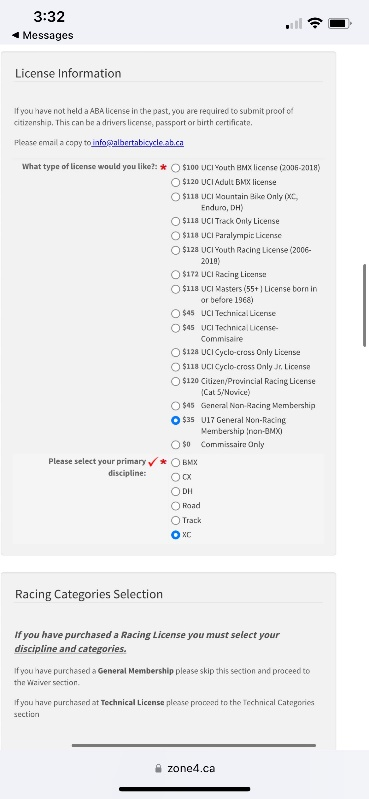 3:32
◀ Messages
License Information
If you have not held a ABA license in the past, you are required to submit proof of
citizenship. This can be a drivers license, passport or birth certificate.
Please email a copy to info@albertabicycle.ab.ca
What type of license would you like?: *
$100 UCI Youth BMX license (2006-2018)
$120 UCI Adult BMX license
$118 UCI Mountain Bike Only (XC,
Enduro, DH)
$118 UCI Track Only License
$118 UCI Paralympic License
$128 UCI Youth Racing License (2006-
2018)
$172 UCI Racing License
$118 UCI Masters (55+) License born in
or before 1968)
$45 UCI Technical License
$45 UCI Technical License-
Commisaire
$128 UCI Cyclo-cross Only License
$118 UCI Cyclo-cross Only Jr. License
$120 Citizen/Provincial Racing License
(Cat 5/Novice)
$45 General Non-Racing Membership
$35 U17 General Non-Racing
Membership (non-BMX)
$0 Commissaire Only
Please select your primary ✓ *
discipline:
BMX
CX
DH
Road
Track
XC
Racing Categories Selection
If you have purchased a Racing License you must select your
discipline and categories.
If you have purchased a General Membership please skip this section and proceed to
the Waiver section.
If you have purchased at Technical License please proceed to the Technical Categories
section
zone4.ca